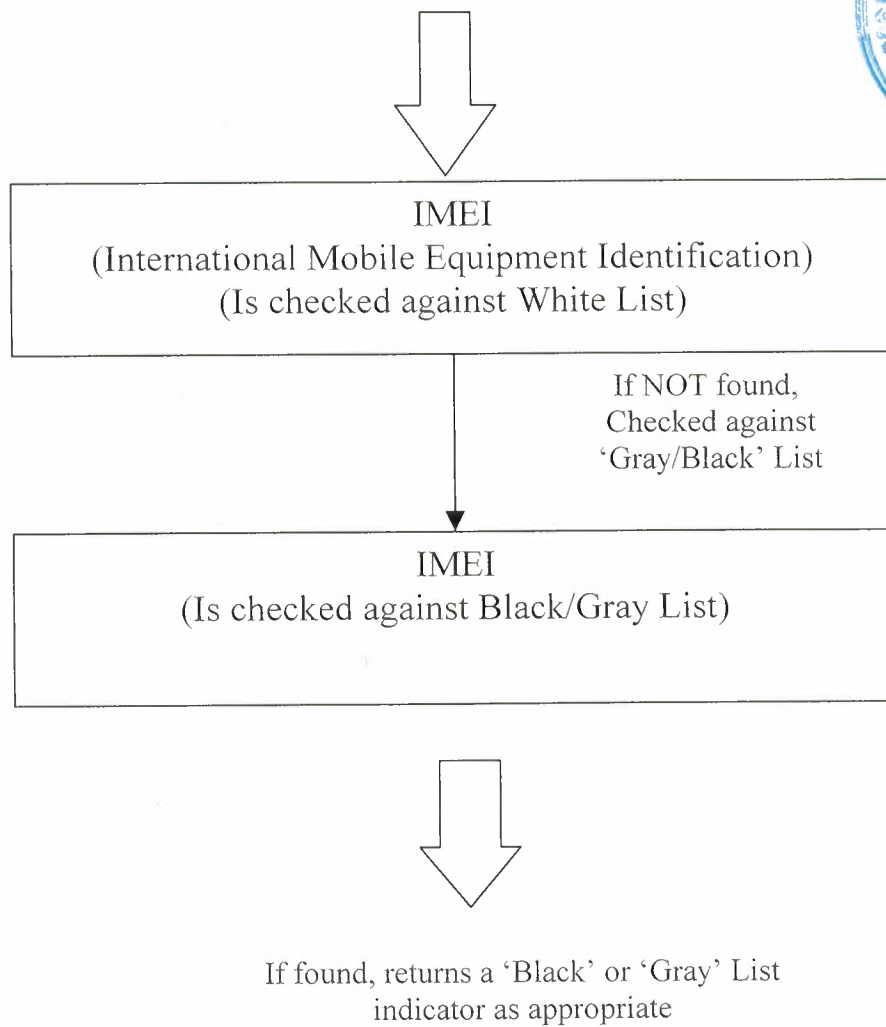 IMEI
(International Mobile Equipment Identification)
(Is checked against White List)
If NOT found,
Checked against
‘Gray/Black’ List
IMEI
(Is checked against Black/Gray List)
If found, returns a ‘Black’ or ‘Gray’ List
indicator as appropriate